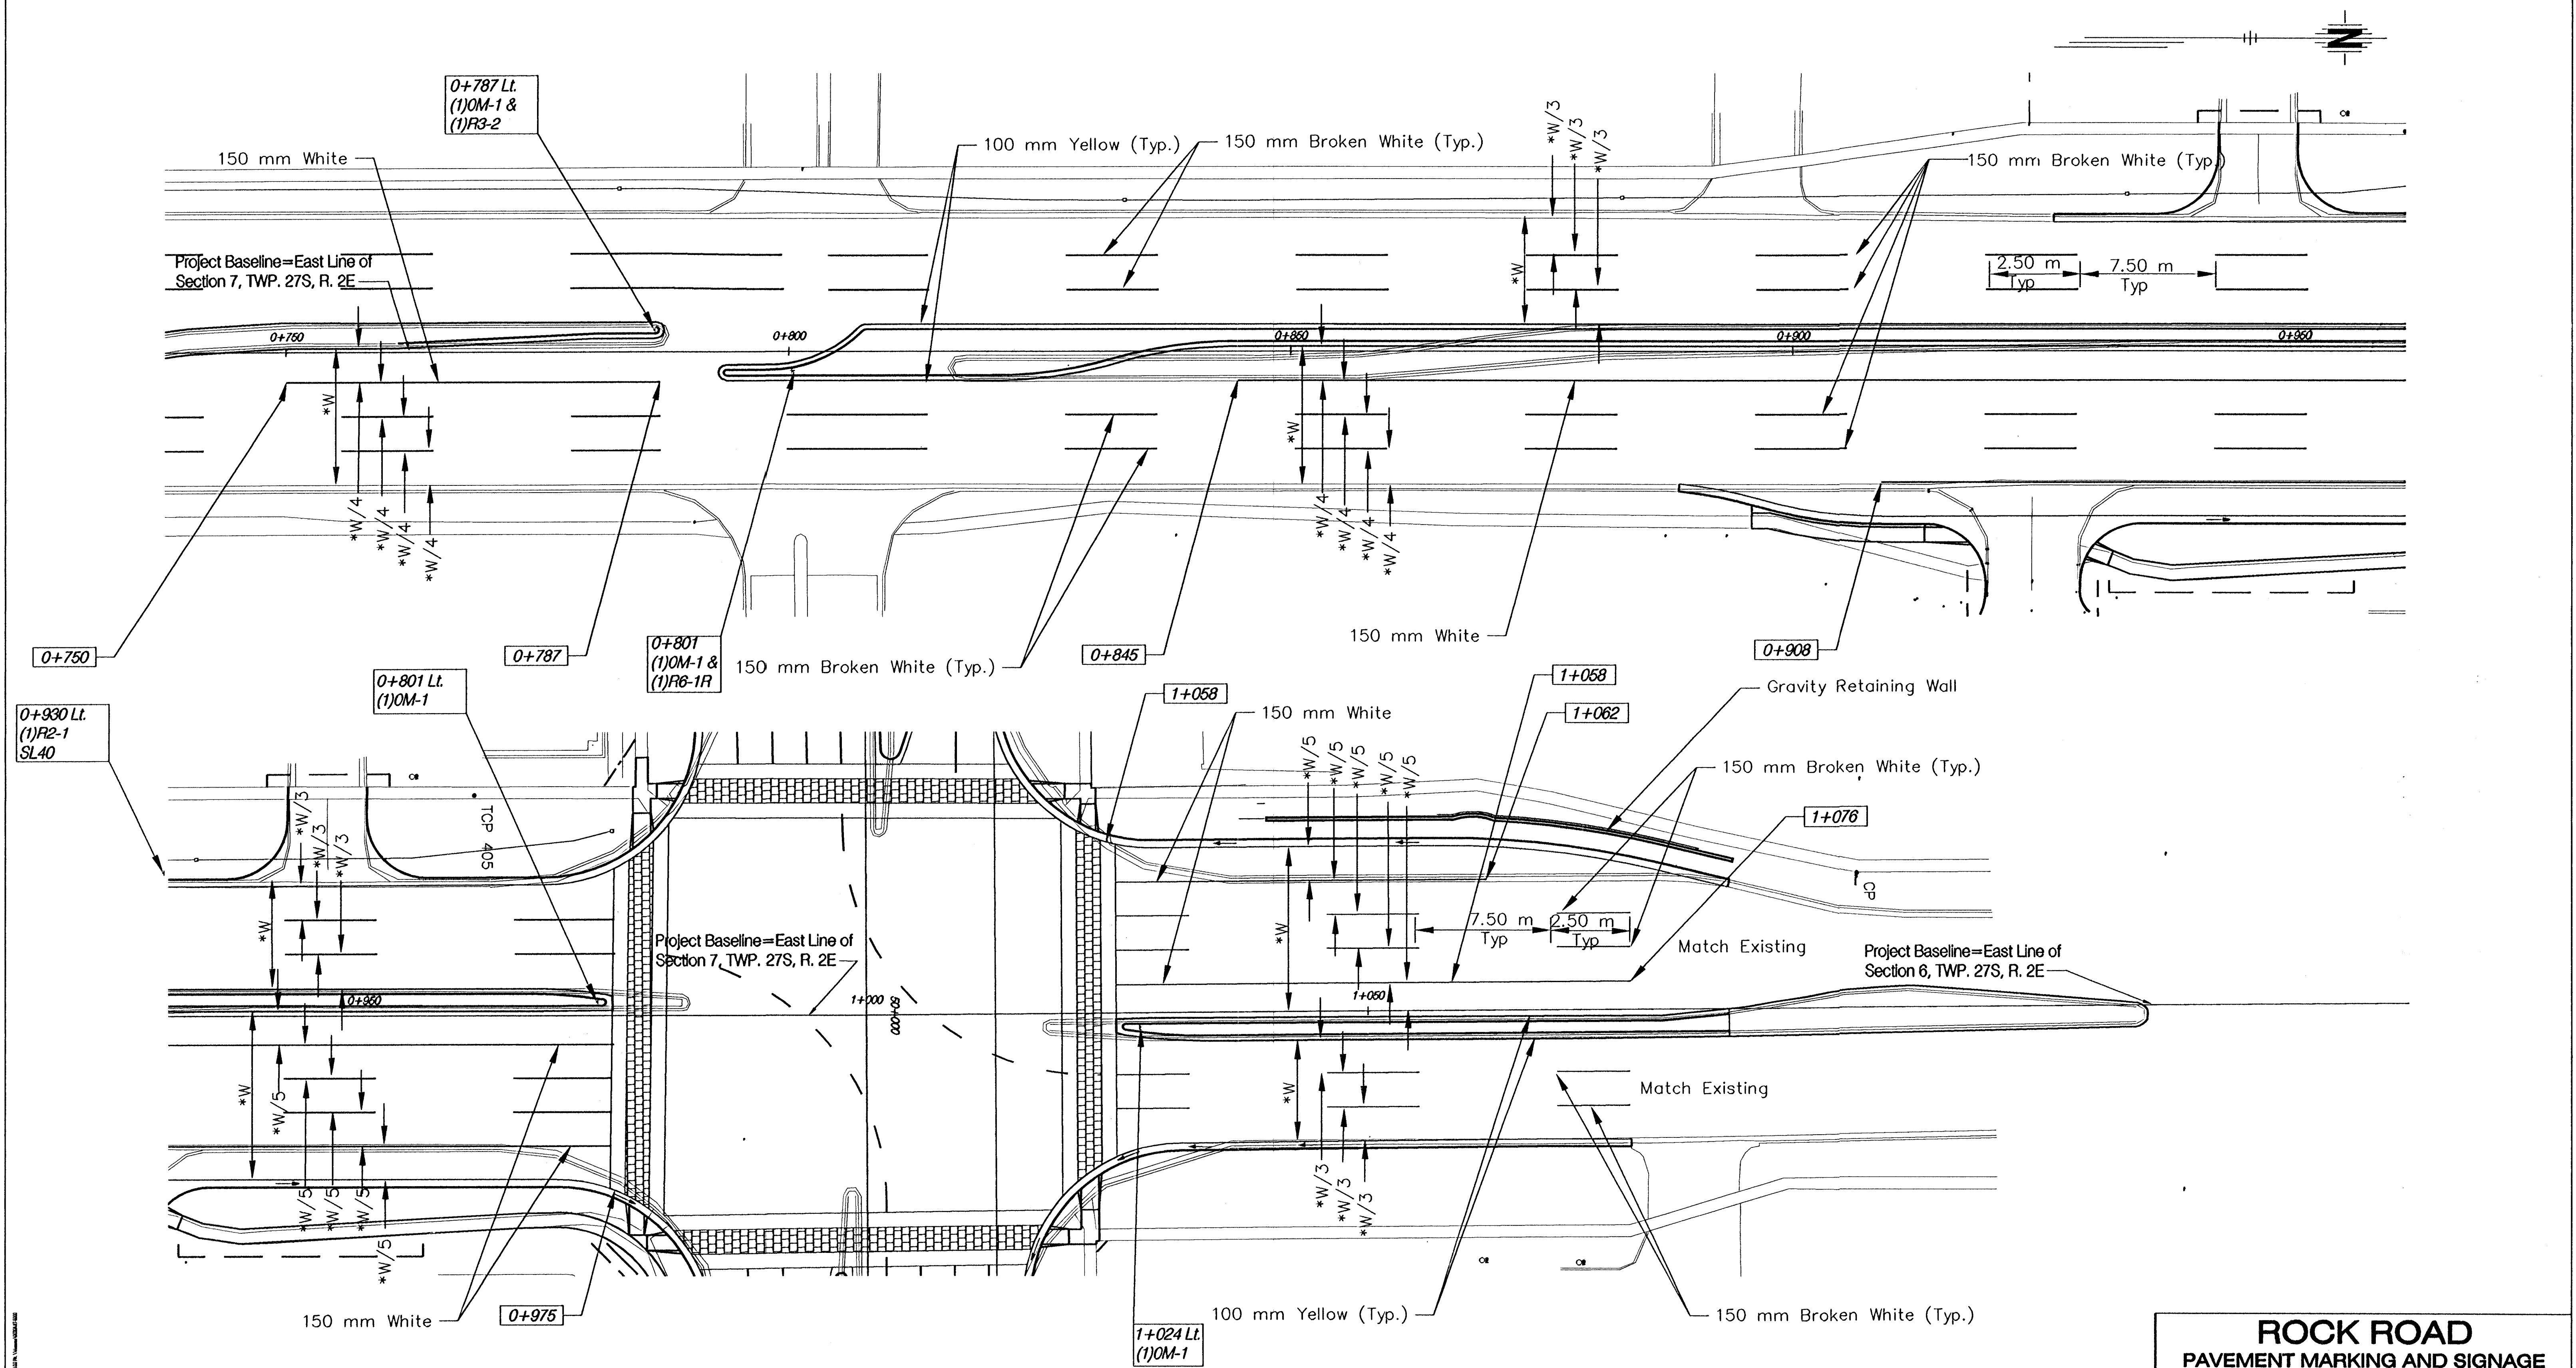 N
0+787 Lt.
(1)OM-1 &
(1)R3-2
150 mm White
100 mm Yellow (Typ.)
150 mm Broken White (Typ.)
*W/3
*W/3
*W/3
150 mm Broken White (Typ.)
Project Baseline=East Line of
Section 7, TWP. 27S, R. 2E
*W
2.50 m
Typ
7.50 m
Typ
0+750
0+800
0+850
0+900
0+950
*W
*W
*W/4
*W/4
*W/4
*W/4
*W/4
*W/4
*W/4
*W/4
0+750
0+787
0+801
(1)OM-1 &
(1)R6-1R
150 mm Broken White (Typ.)
0+845
150 mm White
0+908
0+930 Lt.
(1)R2-1
SL40
0+801 Lt.
(1)OM-1
1+058
150 mm White
1+058
1+062
Gravity Retaining Wall
150 mm Broken White (Typ.)
1+076
*W/5
*W/5
*W/5
*W/5
*W/5
*W/3
*W/3
*W/3
TCP 405
CP
*W
*W
7.50 m
Typ
2.50 m
Typ
Match Existing
Project Baseline=East Line of
Section 7, TWP. 27S, R. 2E
Project Baseline=East Line of
Section 6, TWP. 27S, R. 2E
0+950
1+000
50+000
1+050
*W
*W
Match Existing
*W/5
*W/5
*W/5
*W/5
*W/5
*W/3
*W/3
*W/3
150 mm White
0+975
1+024 Lt.
(1)OM-1
100 mm Yellow (Typ.)
150 mm Broken White (Typ.)
ROCK ROAD
PAVEMENT MARKING AND SIGNAGE